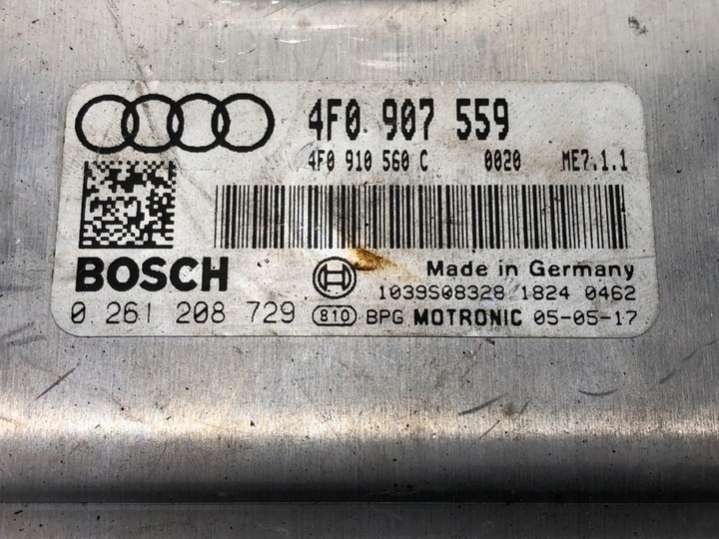 4F0 907 559
4F0 910 560 C 0020 ME7.1.1
BOSCH Made in Germany
1039S08328 1824 0462
0 261 208 729 810 BPG MOTRONIC 05-05-17